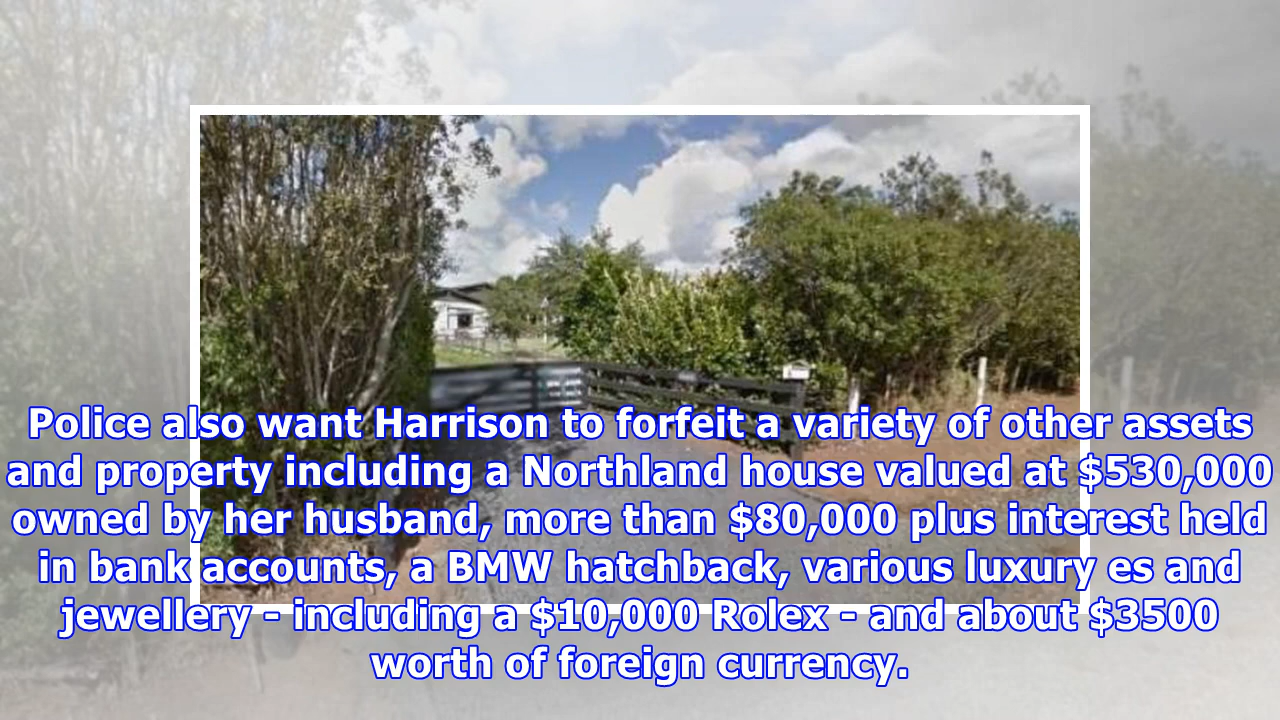 Police also want Harrison to forfeit a variety of other assets
and property including a Northland house valued at $530,000
owned by her husband, more than $80,000 plus interest held
in bank accounts, a BMW hatchback, various luxury es and
jewellery - including a $10,000 Rolex - and about $3500
worth of foreign currency.